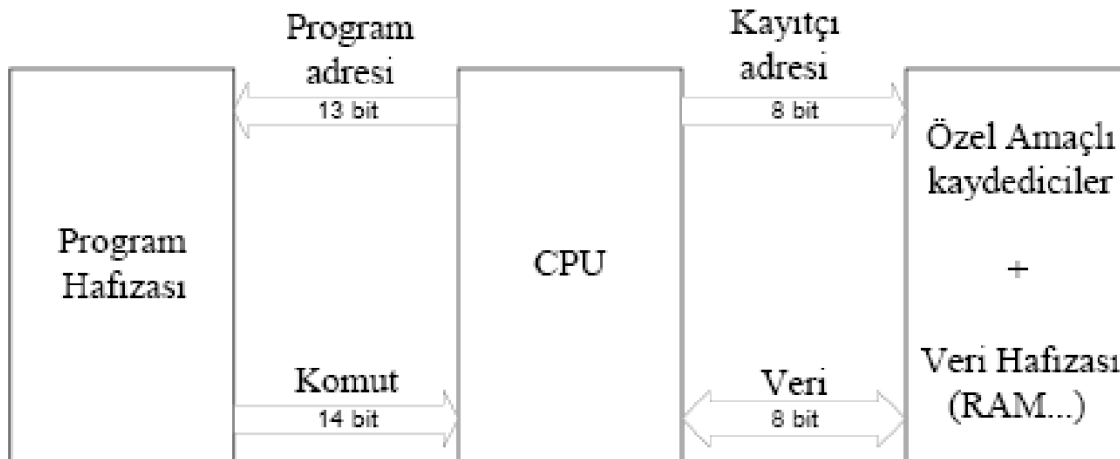 Program
adresi
13 bit
Program
Hafızası
Komut
14 bit
CPU
Kayıtçı
adresi
8 bit
Veri
8 bit
Özel Amaçlı
kaydediciler
+
Veri Hafızası
(RAM...)